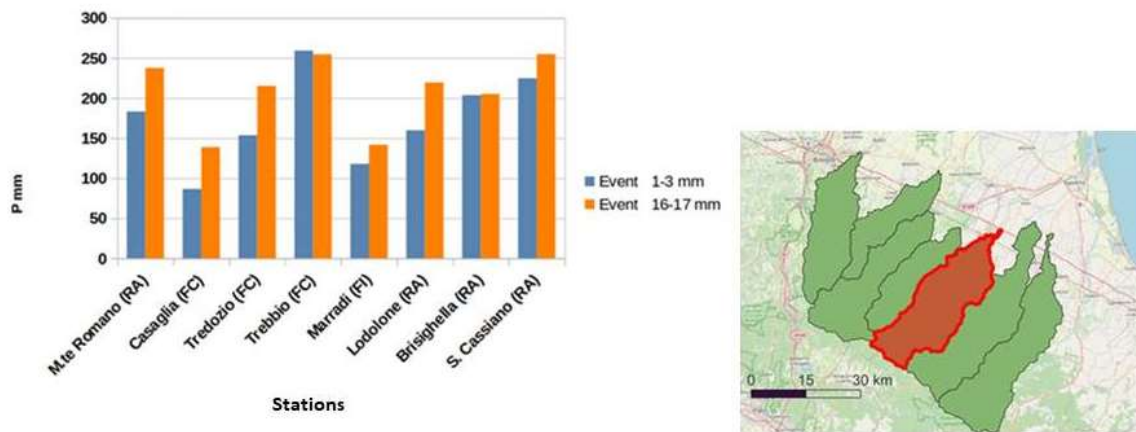 300
250
200
150
100
50
0
P mm
M.te Romano (RA)
Casaglia (FC)
Tredozio (FC)
Trebbio (FC)
Marradi (FI)
Lodolone (RA)
Brisighella (RA)
S. Cassiano (RA)
Stations
Event 1-3 mm
Event 16-17 mm
0 15 30 km